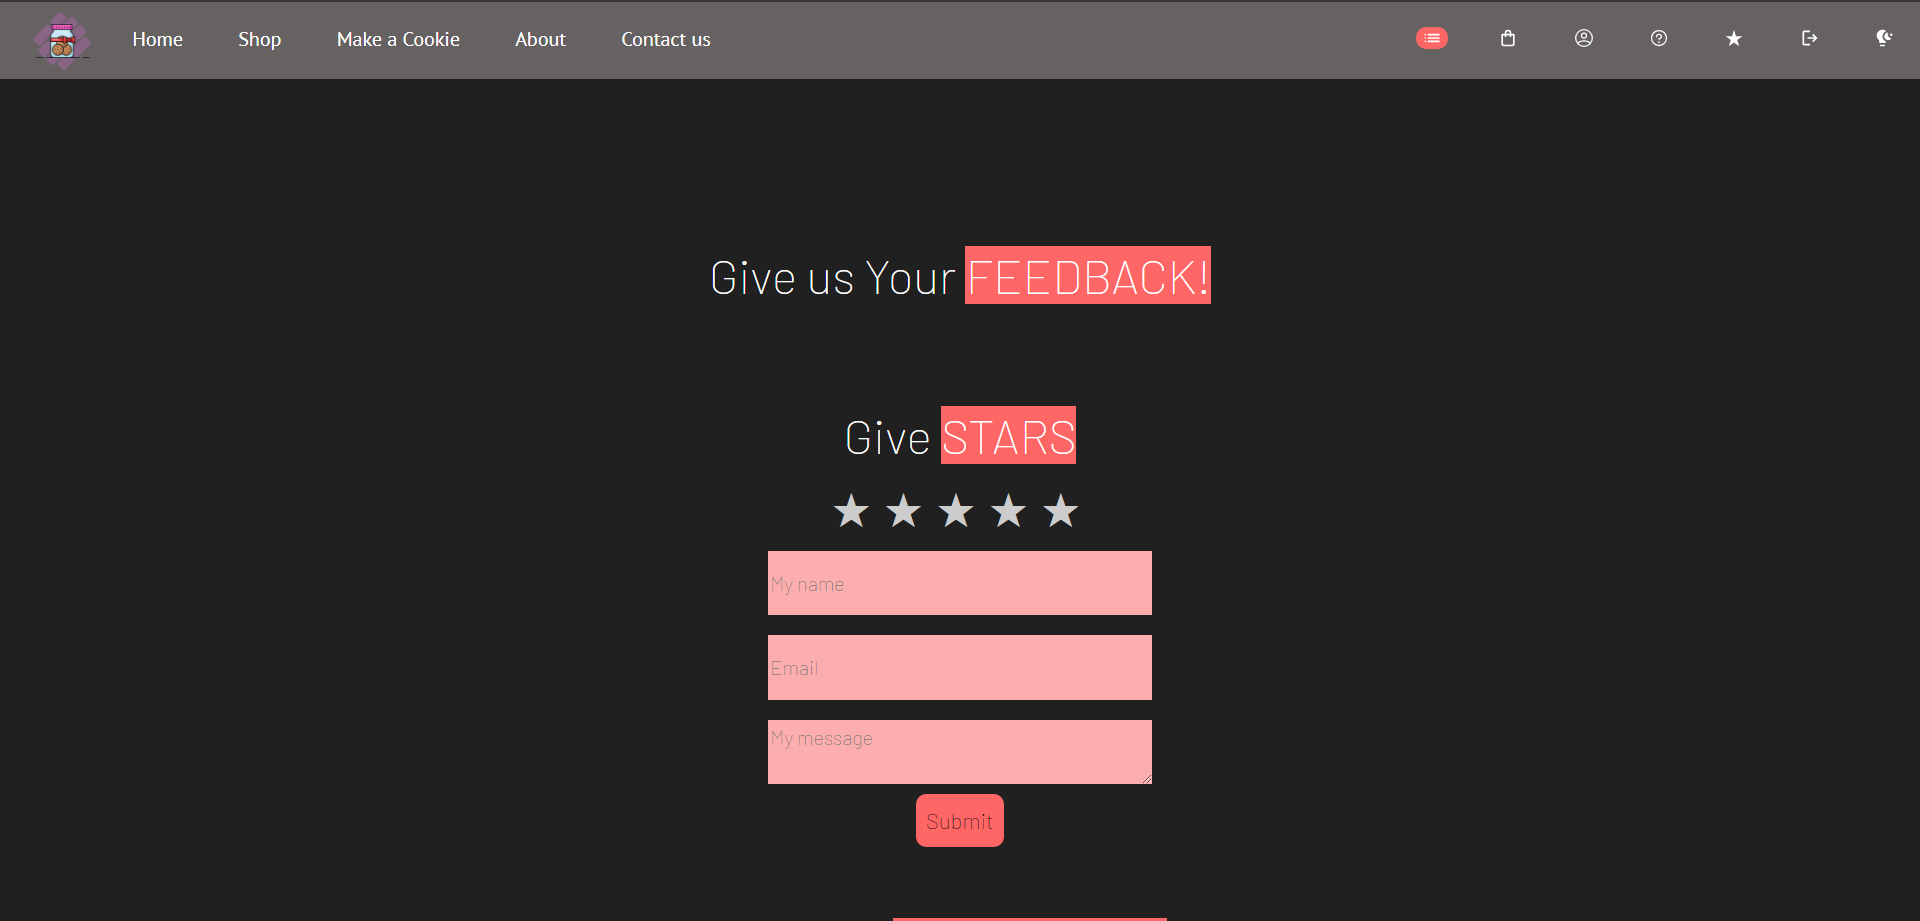 Home Shop Make a Cookie About Contact us
Give us Your FEEDBACK!
Give STARS
My name
Email
My message
Submit